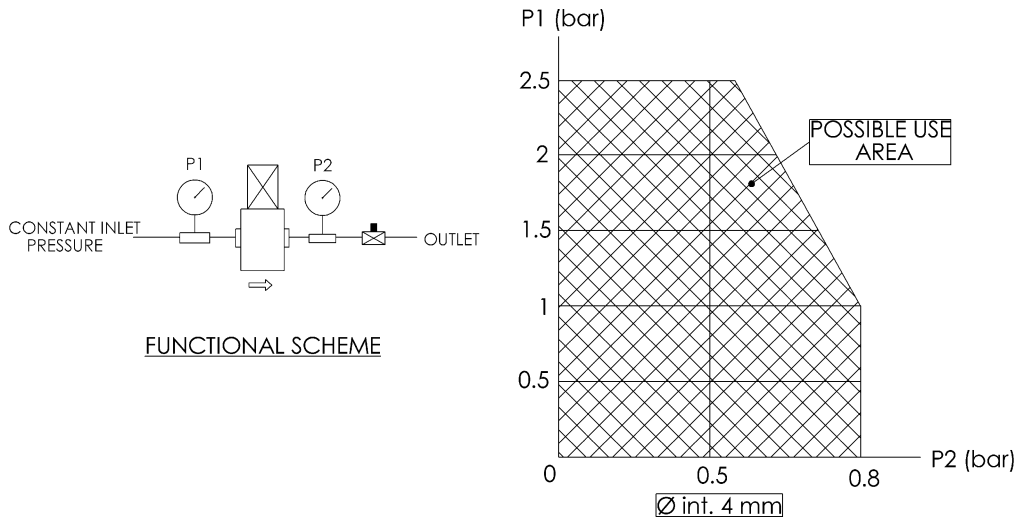 P1
P2
CONSTANT INLET
PRESSURE
OUTLET
FUNCTIONAL SCHEME
P1 (bar)
2.5
2
1.5
1
0.5
POSSIBLE USE
AREA
0
0.5
0.8
P2 (bar)
Ø int. 4 mm